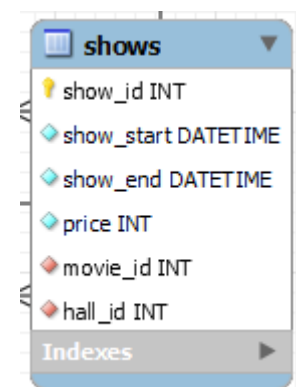 shows
show_id INT
show_start DATETIME
show_end DATETIME
price INT
movie_id INT
hall_id INT
Indexes